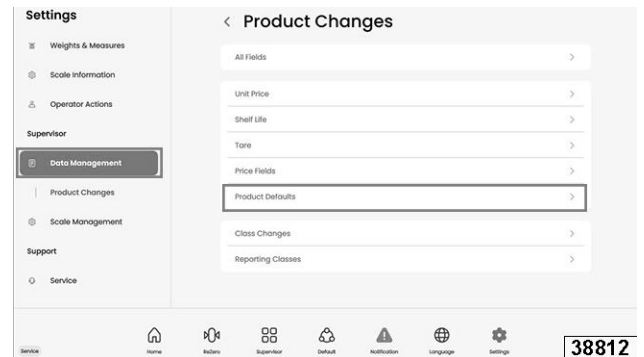 Settings
Weights & Measures
Scale Information
Operator Actions
Supervisor
Data Management
Product Changes
Scale Management
Support
Service
< Product Changes
All Fields
Unit Price
Shelf Life
Tare
Price Fields
Product Defaults
Class Changes
Reporting Classes
Service
Home
ReZero
Supervisor
Default
Notification
Language
Settings
38812